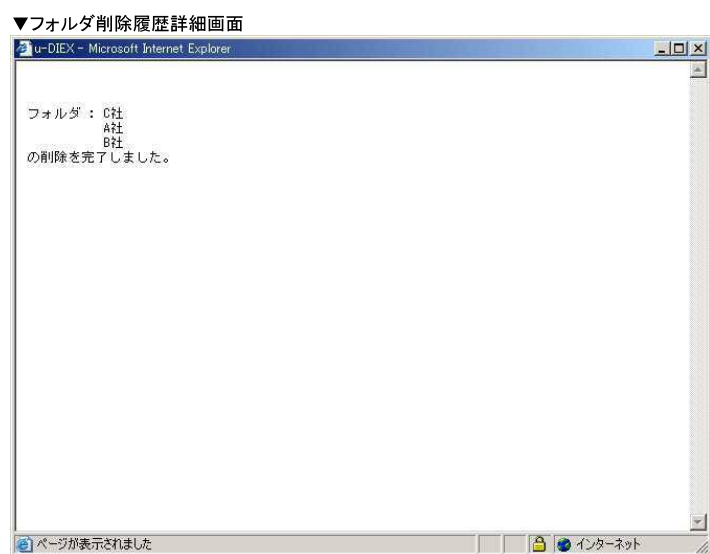 ▼フォルダ削除履歴詳細画面
u-DIEX - Microsoft Internet Explorer
フォルダ : C社
A社
B社
の削除を完了しました。
ページが表示されました
インターネット